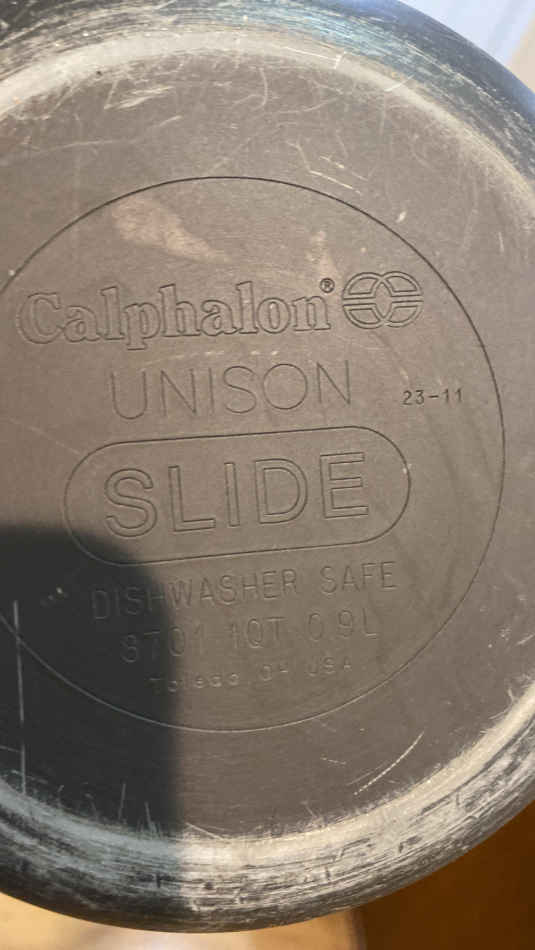 Calphalon®
UNISON
23-11
SLIDE
DISHWASHER SAFE
8701 1QT 0.9L
Toledo OH USA